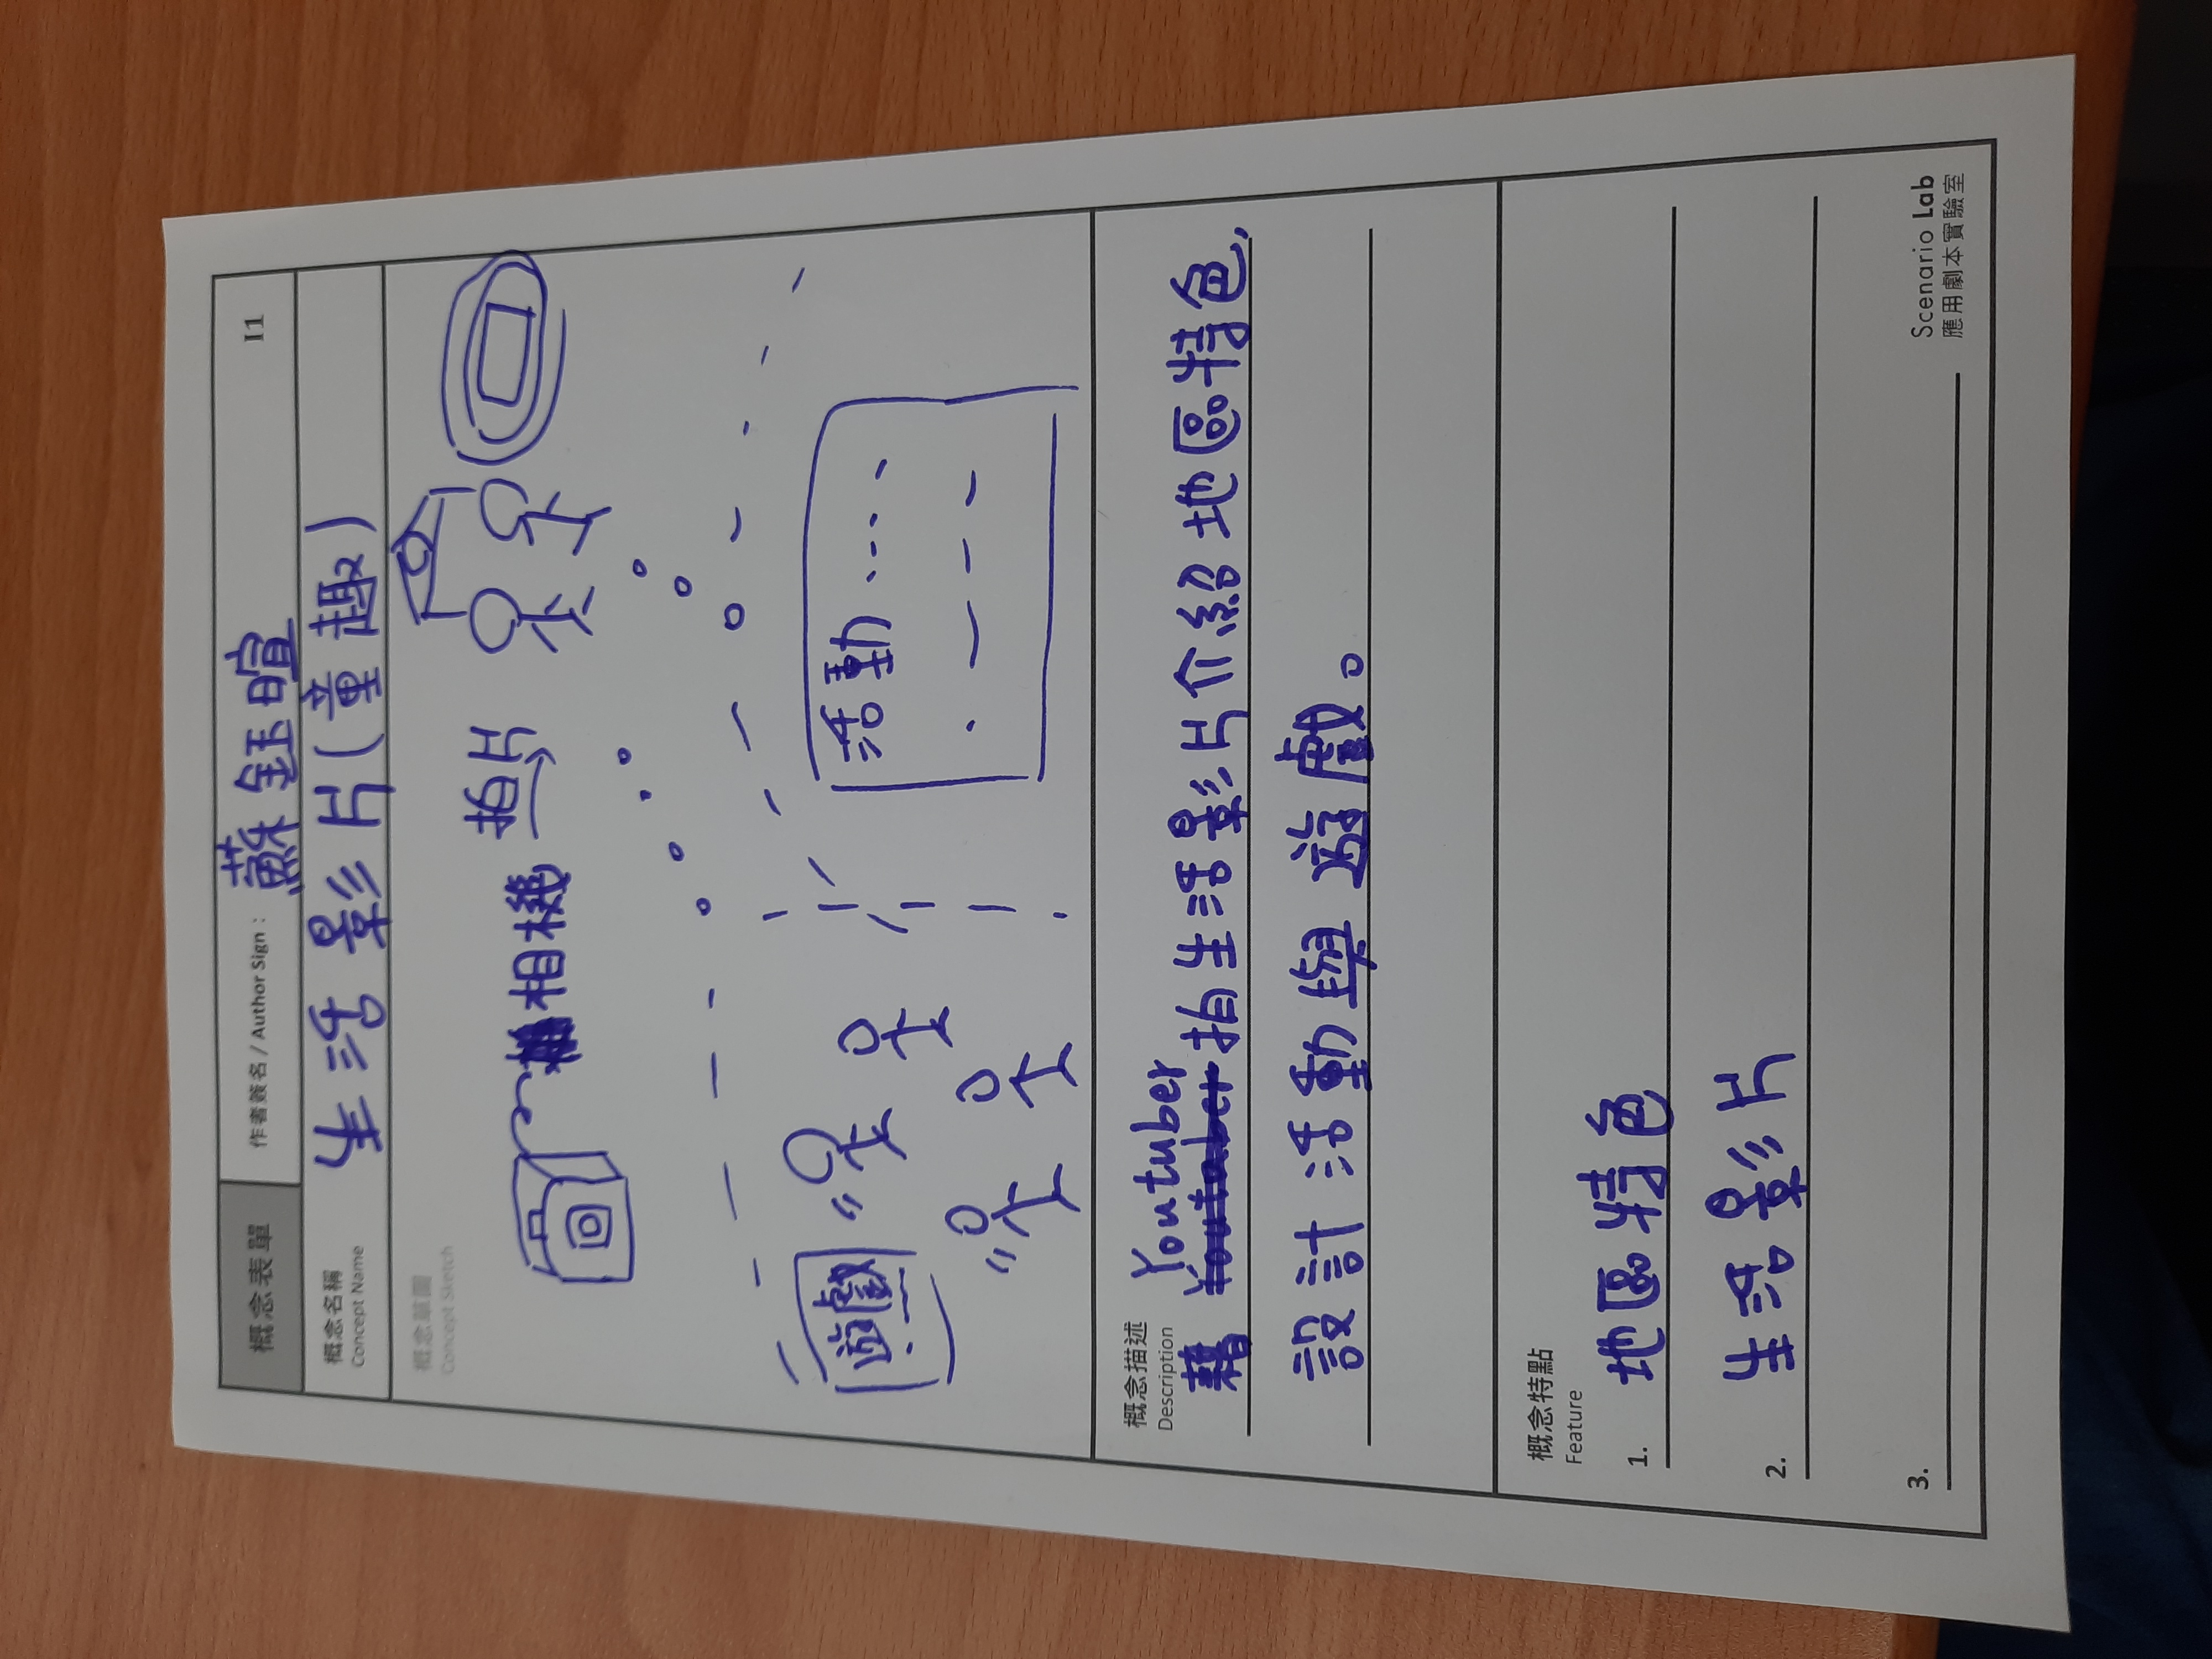 概念表單 作者簽名 / Author Sign： 蘇鈺暄 I1
概念名稱 生活影片(童趣)
Concept Name
概念草圖
Concept Sketch
相機 拍片
遊戲
活動
概念描述
Description
Youtuber
藉 拍生活影片介紹地區特色,
設計活動與遊戲。
概念特點
Feature
1. 地區特色
2. 生活影片
3.
Scenario Lab
應用劇本實驗室